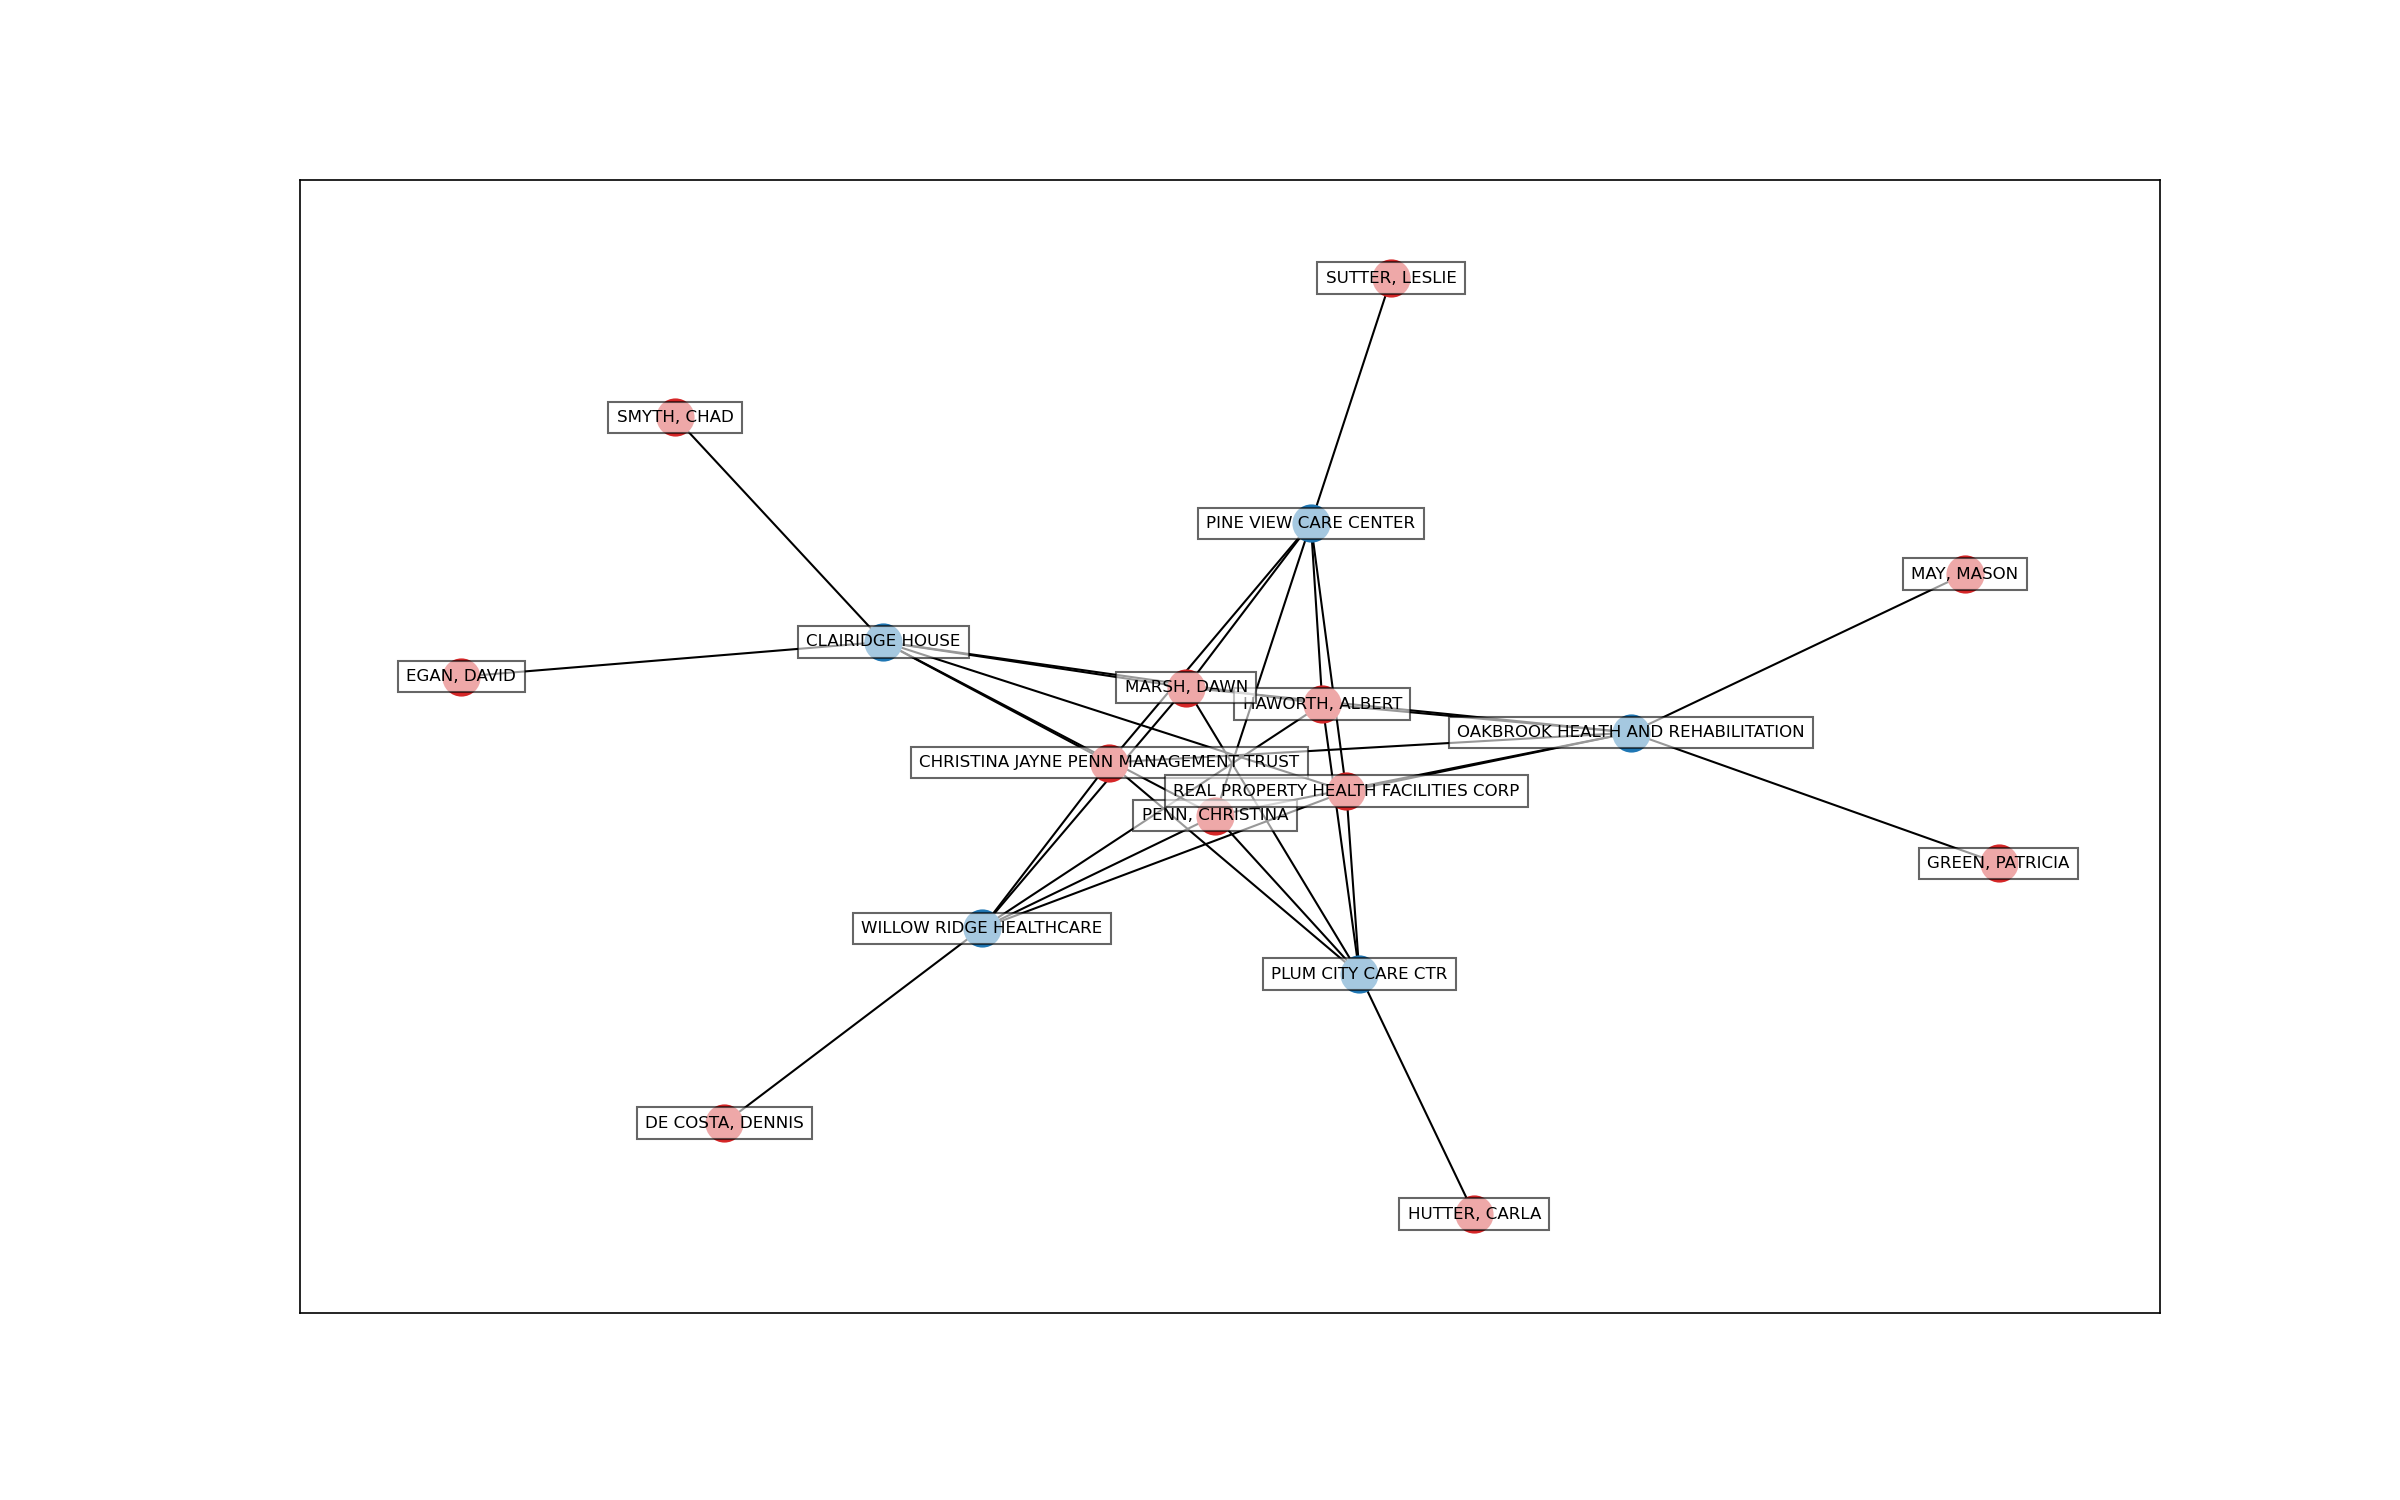 SUTTER, LESLIE
SMYTH, CHAD
PINE VIEW CARE CENTER
MAY, MASON
CLAIRIDGE HOUSE
EGAN, DAVID
MARSH, DAWN
HAWORTH, ALBERT
OAKBROOK HEALTH AND REHABILITATION
CHRISTINA JAYNE PENN MANAGEMENT TRUST
REAL PROPERTY HEALTH FACILITIES CORP
PENN, CHRISTINA
GREEN, PATRICIA
WILLOW RIDGE HEALTHCARE
PLUM CITY CARE CTR
DE COSTA, DENNIS
HUTTER, CARLA